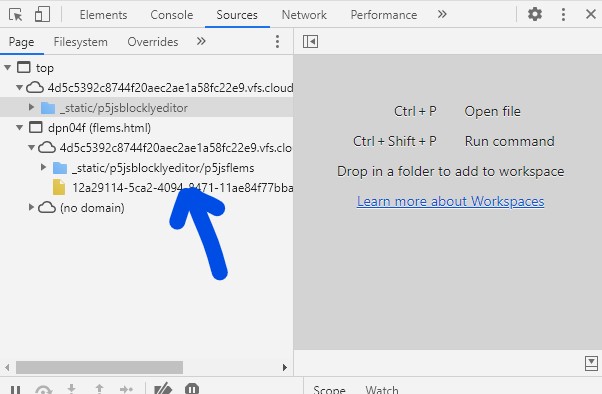 Elements Console Sources Network Performance »
Page Filesystem Overrides »
top
4d5c5392c8744f20aec2ae1a58fc22e9.vfs.cloud
_static/p5jsblocklyeditor
dpn04f (flems.html)
4d5c5392c8744f20aec2ae1a58fc22e9.vfs.clo
_static/p5jsblocklyeditor/p5jsflems
12a29114-5ca2-4094-8471-11ae84f77bba
(no domain)
Ctrl + P Open file
Ctrl + Shift + P Run command
Drop in a folder to add to workspace
Learn more about Workspaces
Scope Watch